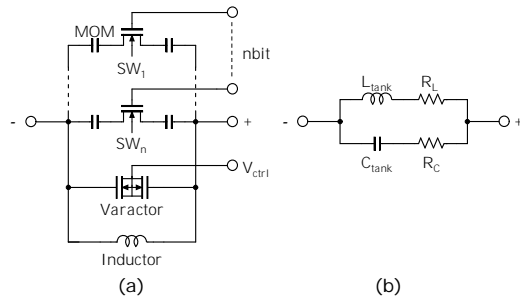 MOM
SW1
nbit
- +
SWn
Vctrl
Varactor
Inductor
(a)
Ltank RL
- +
Ctank RC
(b)